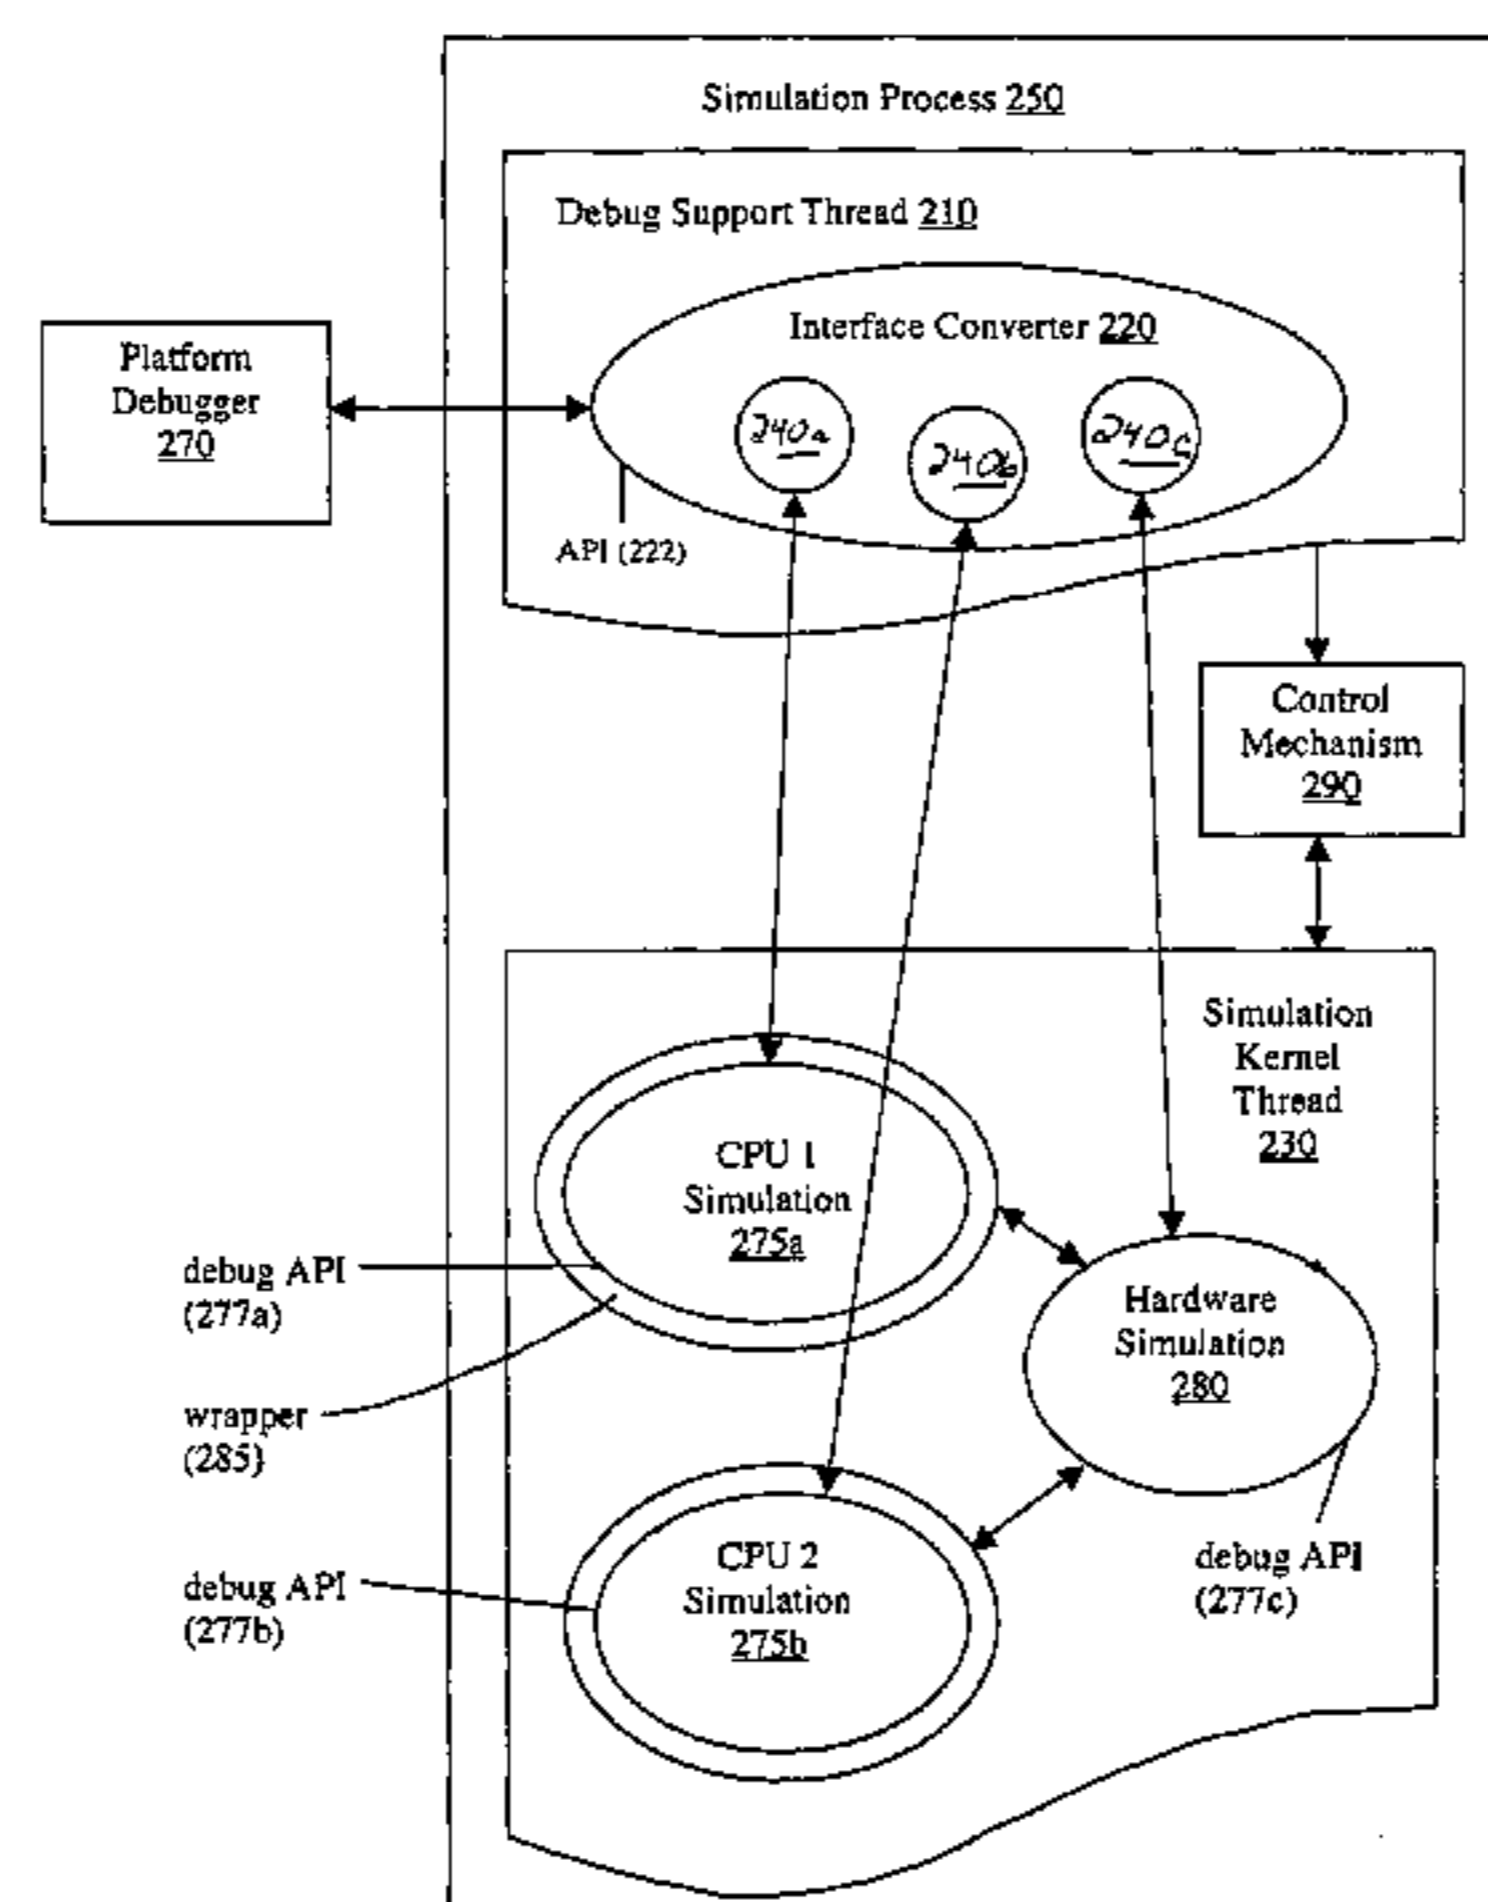 Simulation Process 250
Debug Support Thread 210
Interface Converter 220
Platform
Debugger
270
240a
240b
240c
API (222)
Control
Mechanism
290
Simulation
Kernel
Thread
230
CPU 1
Simulation
275a
debug API
(277a)
Hardware
Simulation
280
wrapper
(285)
CPU 2
Simulation
275b
debug API
(277c)
debug API
(277b)